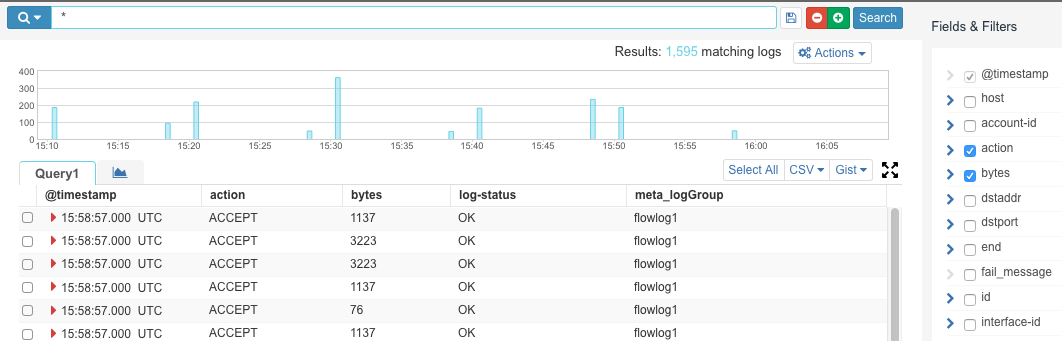 *
Search
Results: 1,595 matching logs
Actions
400
300
200
100
0
15:10 15:15 15:20 15:25 15:30 15:35 15:40 15:45 15:50 15:55 16:00 16:05
Query1
Select All CSV Gist
@timestamp action bytes log-status meta_logGroup
15:58:57.000 UTC ACCEPT 1137 OK flowlog1
15:58:57.000 UTC ACCEPT 3223 OK flowlog1
15:58:57.000 UTC ACCEPT 3223 OK flowlog1
15:58:57.000 UTC ACCEPT 1137 OK flowlog1
15:58:57.000 UTC ACCEPT 76 OK flowlog1
15:58:57.000 UTC ACCEPT 1137 OK flowlog1
Fields & Filters
@timestamp
host
account-id
action
bytes
dstaddr
dstport
end
fail_message
id
interface-id